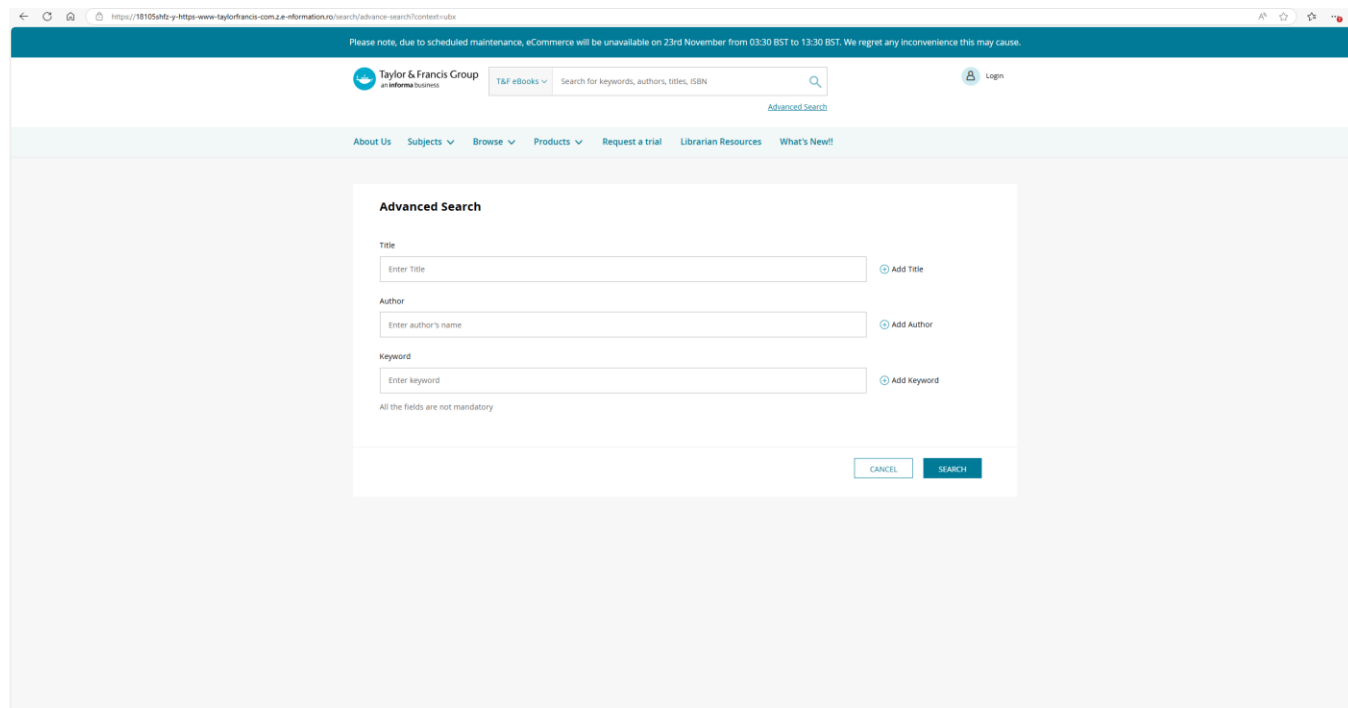 https://18105shfz-y-https-www-taylorfrancis-com.z.e-nformation.ro/search/advance-search?context=ubx
Please note, due to scheduled maintenance, eCommerce will be unavailable on 23rd November from 03:30 BST to 13:30 BST. We regret any inconvenience this may cause.
Taylor & Francis Group
an informa business
T&F eBooks
Search for keywords, authors, titles, ISBN
Login
Advanced Search
About Us Subjects Browse Products Request a trial Librarian Resources What's New!!
Advanced Search
Title
Enter Title
Add Title
Author
Enter author's name
Add Author
Keyword
Enter keyword
Add Keyword
All the fields are not mandatory
CANCEL SEARCH